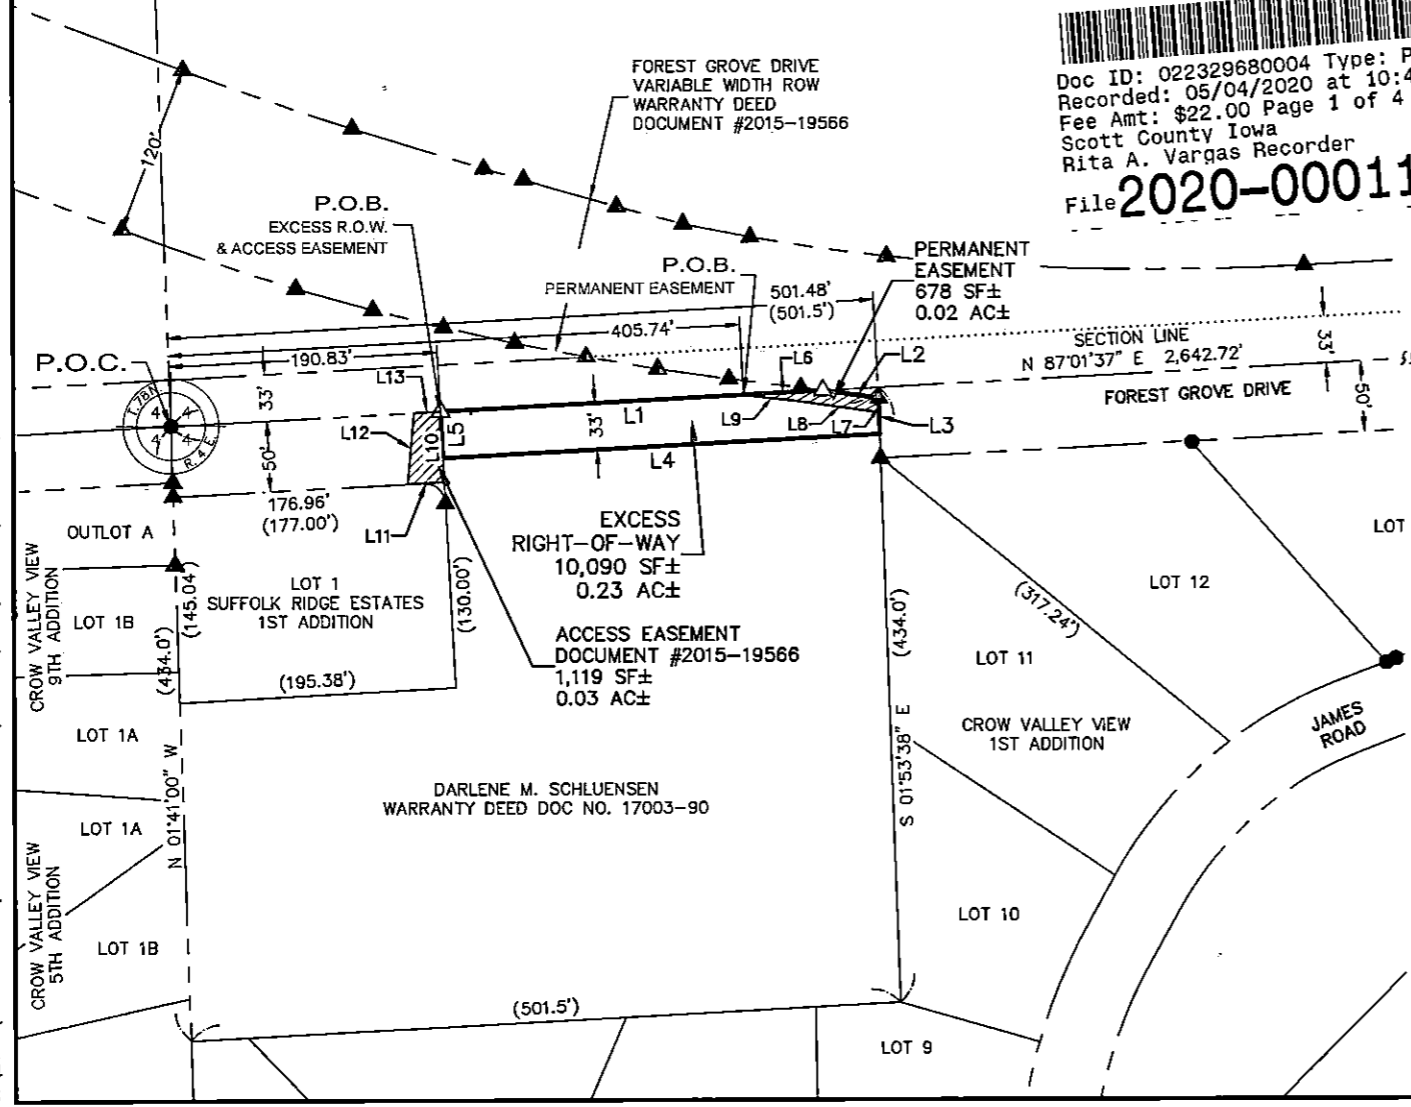 Doc ID: 022329680004 Type: P
Recorded: 05/04/2020 at 10:4
Fee Amt: $22.00 Page 1 of 4
Scott County Iowa
Rita A. Vargas Recorder
File 2020-00011
FOREST GROVE DRIVE
VARIABLE WIDTH ROW
WARRANTY DEED
DOCUMENT #2015-19566
120'
P.O.B.
EXCESS R.O.W.
& ACCESS EASEMENT
P.O.B.
PERMANENT EASEMENT
PERMANENT
EASEMENT
678 SF±
0.02 AC±
501.48'
(501.5')
405.74'
190.83'
SECTION LINE
N 87°01'37" E 2,642.72'
FOREST GROVE DRIVE
33'
50'
P.O.C.
T.78N.
4 4
4 4
R. 4 E.
33'
50'
L13
L12
L10
L5
L11
L1
33'
L4
L6
L2
L9
L8
L7
L3
176.96'
(177.00')
OUTLOT A
LOT 1B
LOT 1A
CROW VALLEY VIEW
9TH ADDITION
(434.0')
(145.04')
LOT 1
SUFFOLK RIDGE ESTATES
1ST ADDITION
(130.00')
(195.38')
EXCESS
RIGHT-OF-WAY
10,090 SF±
0.23 AC±
ACCESS EASEMENT
DOCUMENT #2015-19566
1,119 SF±
0.03 AC±
(434.0')
S 01°53'38" E
(317.24')
LOT
LOT 12
LOT 11
CROW VALLEY VIEW
1ST ADDITION
JAMES
ROAD
N 01°41'00" W
DARLENE M. SCHLUENSEN
WARRANTY DEED DOC NO. 17003-90
LOT 1A
CROW VALLEY VIEW
5TH ADDITION
LOT 1B
LOT 10
(501.5')
LOT 9